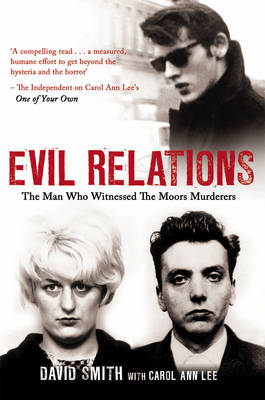 'A compelling read . . . a measured,
humane effort to get beyond the
hysteria and the horror'
– The Independent on Carol Ann Lee's
One of Your Own
EVIL RELATIONS
The Man Who Witnessed The Moors Murderers
DAVID SMITH WITH CAROL ANN LEE